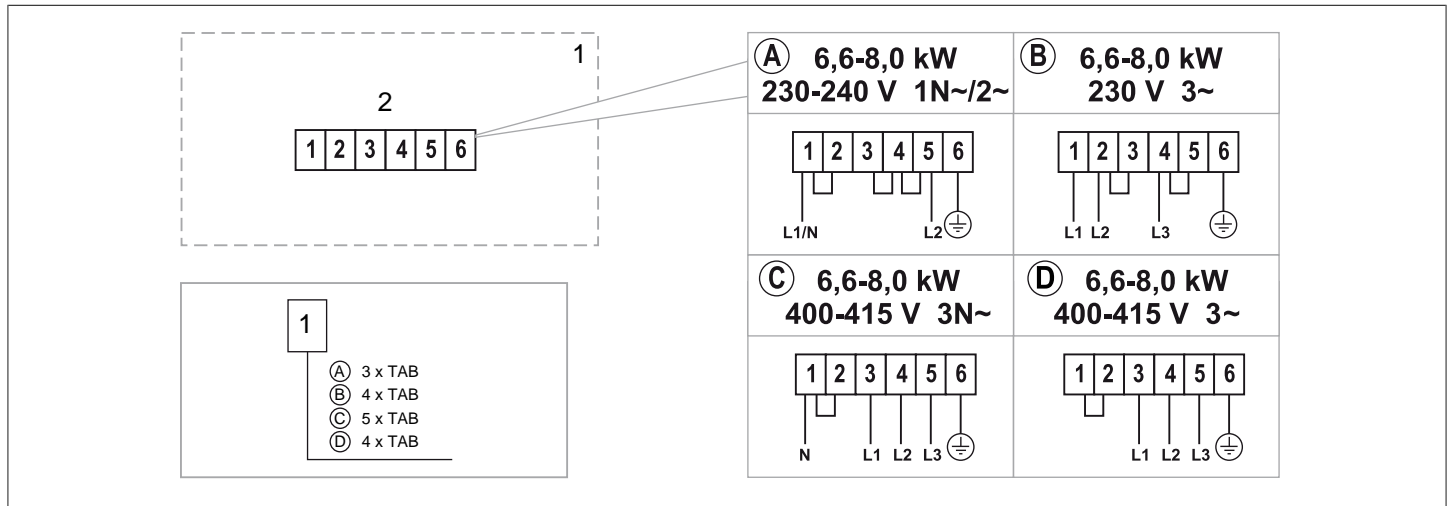 1
2
1 2 3 4 5 6
A 6,6-8,0 kW
230-240 V 1N~/2~
1 2 3 4 5 6
L1/N L2
B 6,6-8,0 kW
230 V 3~
1 2 3 4 5 6
L1 L2 L3
C 6,6-8,0 kW
400-415 V 3N~
1 2 3 4 5 6
N L1 L2 L3
D 6,6-8,0 kW
400-415 V 3~
1 2 3 4 5 6
L1 L2 L3
1
A 3 x TAB
B 4 x TAB
C 5 x TAB
D 4 x TAB